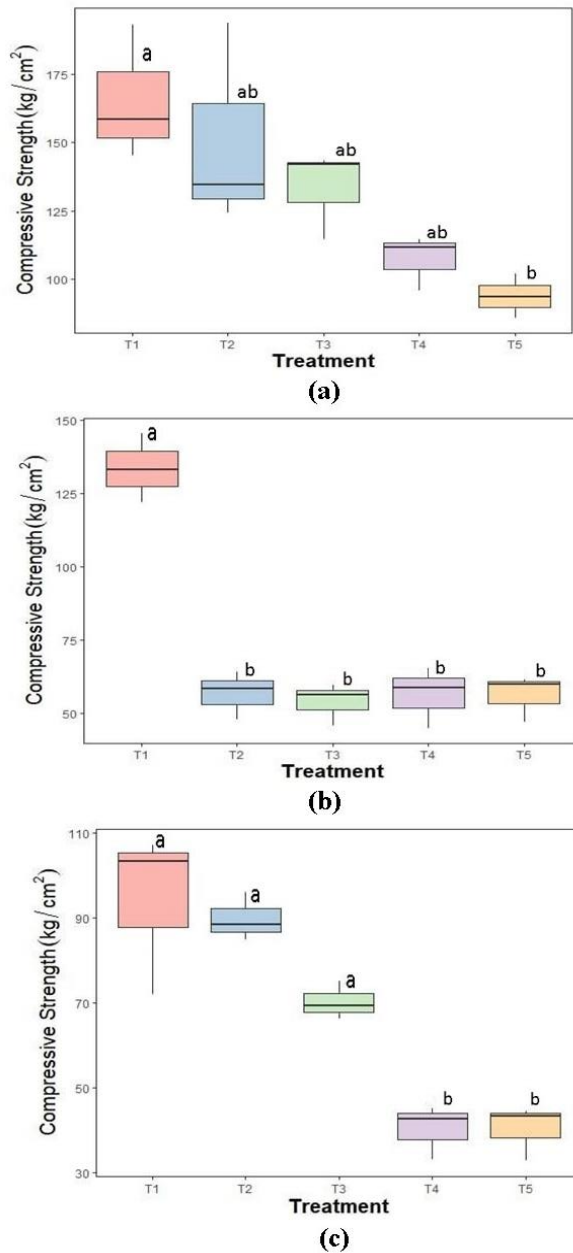 Compressive Strength(kg/cm²)
175
150
125
100
a
ab
ab
ab
b
T1 T2 T3 T4 T5
Treatment
(a)
Compressive Strength(kg/cm²)
150
125
100
75
50
a
b
b
b
b
T1 T2 T3 T4 T5
Treatment
(b)
Compressive Strength(kg/cm²)
110
90
70
50
30
a
a
a
b
b
T1 T2 T3 T4 T5
Treatment
(c)